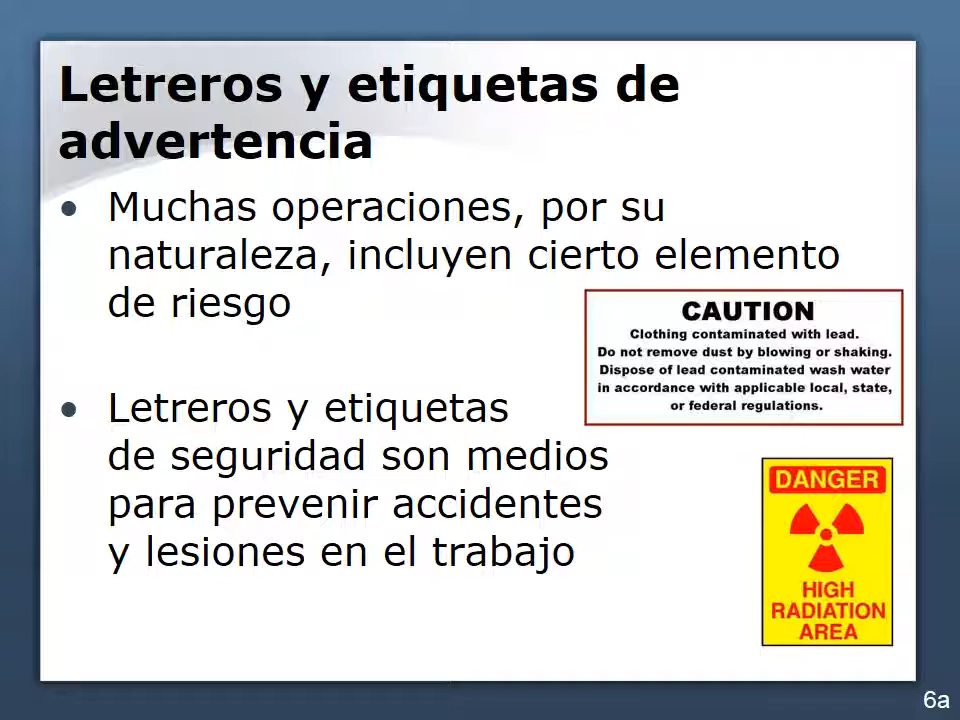 Letreros y etiquetas de
advertencia
• Muchas operaciones, por su
naturaleza, incluyen cierto elemento
de riesgo
CAUTION
Clothing contaminated with lead.
Do not remove dust by blowing or shaking.
Dispose of lead contaminated wash water
in accordance with applicable local, state,
or federal regulations.
• Letreros y etiquetas
de seguridad son medios
para prevenir accidentes
y lesiones en el trabajo
DANGER
HIGH
RADIATION
AREA
6a